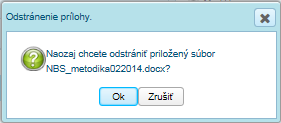 Odstránenie prílohy.
Naozaj chcete odstrániť priložený súbor
NBS_metodika022014.docx?
Ok
Zrušiť